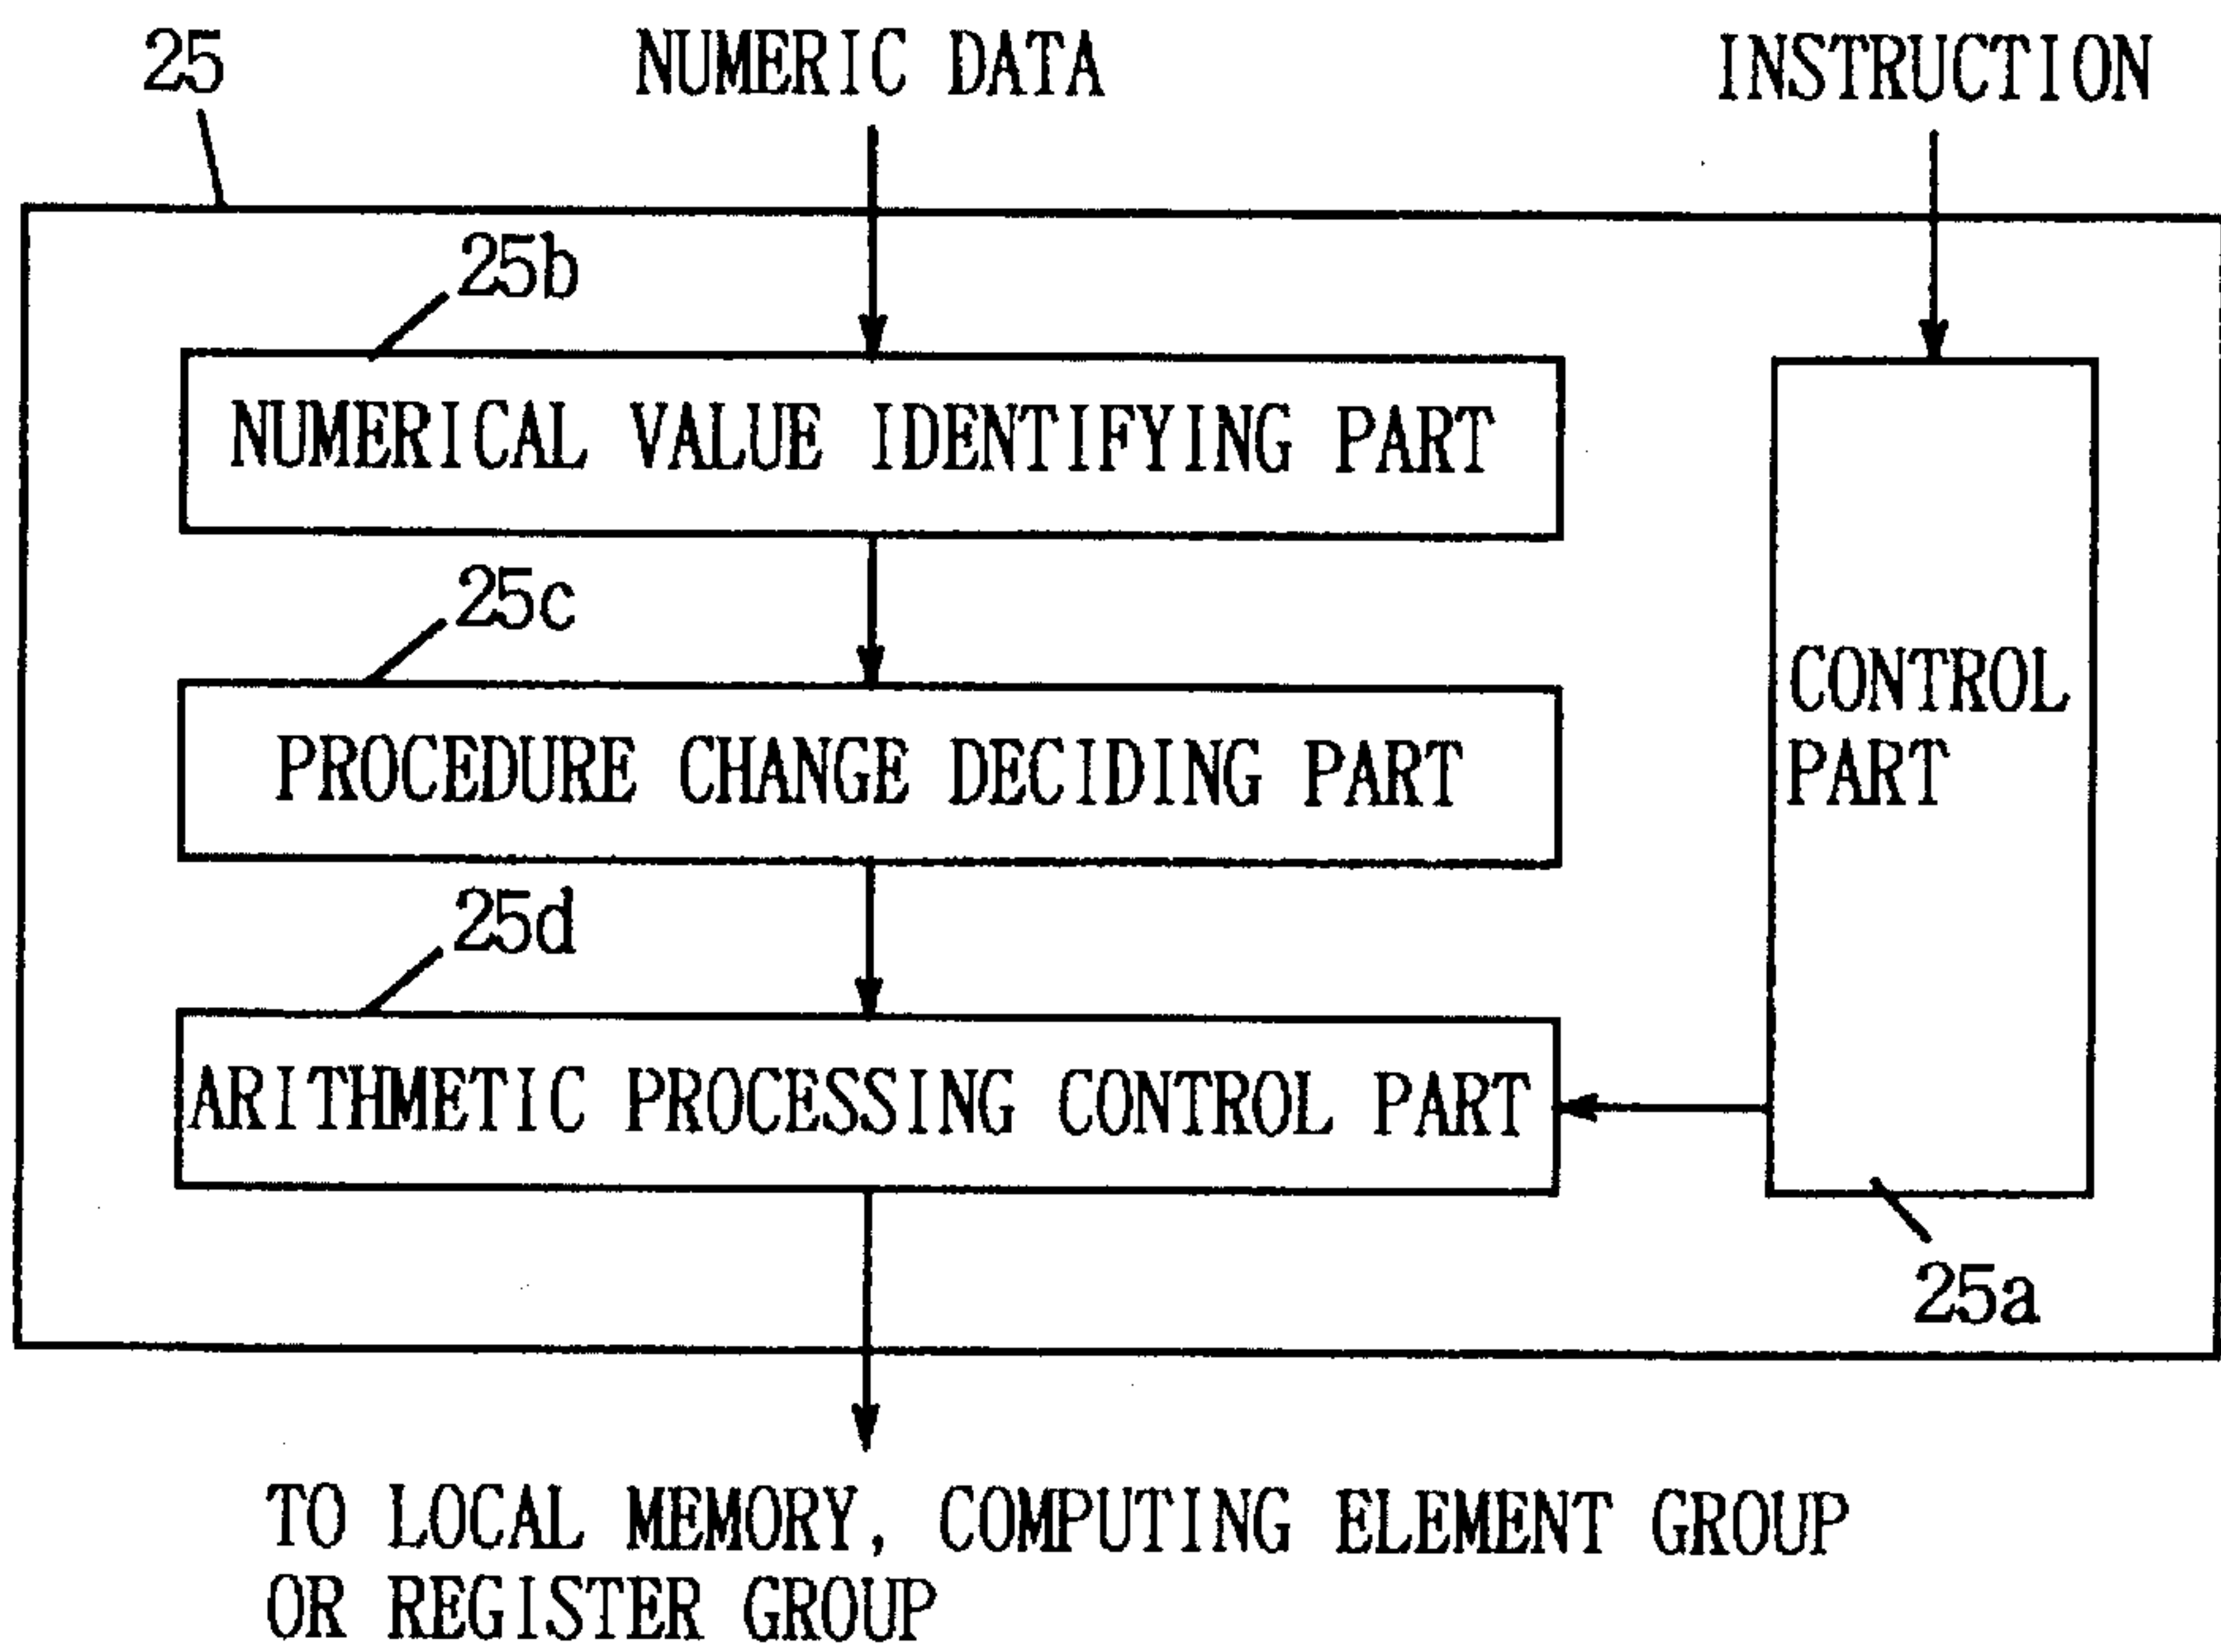 25
NUMERIC DATA
INSTRUCTION
25b
NUMERICAL VALUE IDENTIFYING PART
25c
PROCEDURE CHANGE DECIDING PART
CONTROL
PART
25d
ARITHMETIC PROCESSING CONTROL PART
25a
TO LOCAL MEMORY, COMPUTING ELEMENT GROUP
OR REGISTER GROUP